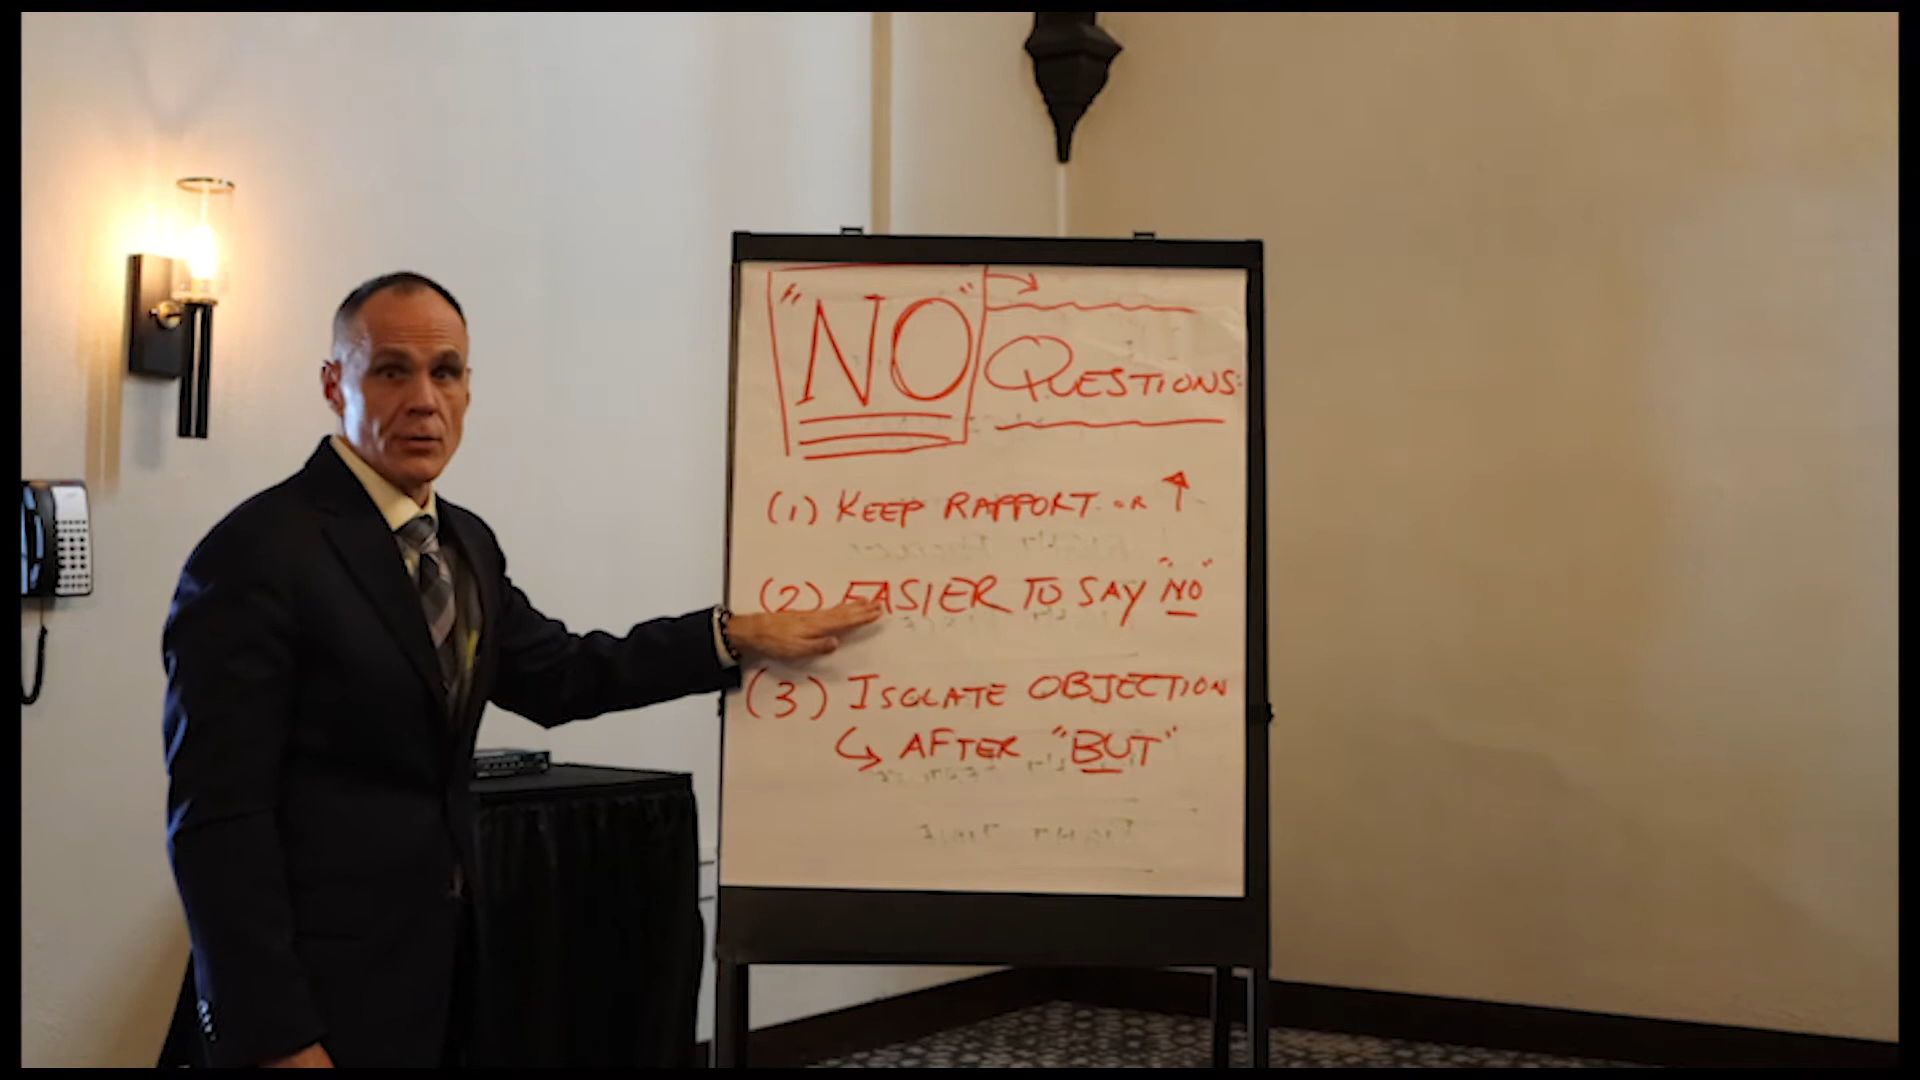 "NO"
QUESTIONS:
(1) KEEP RAPPORT OR ↑
(2) EASIER TO SAY "NO"
(3) ISOLATE OBJECTION
↳ AFTER "BUT"